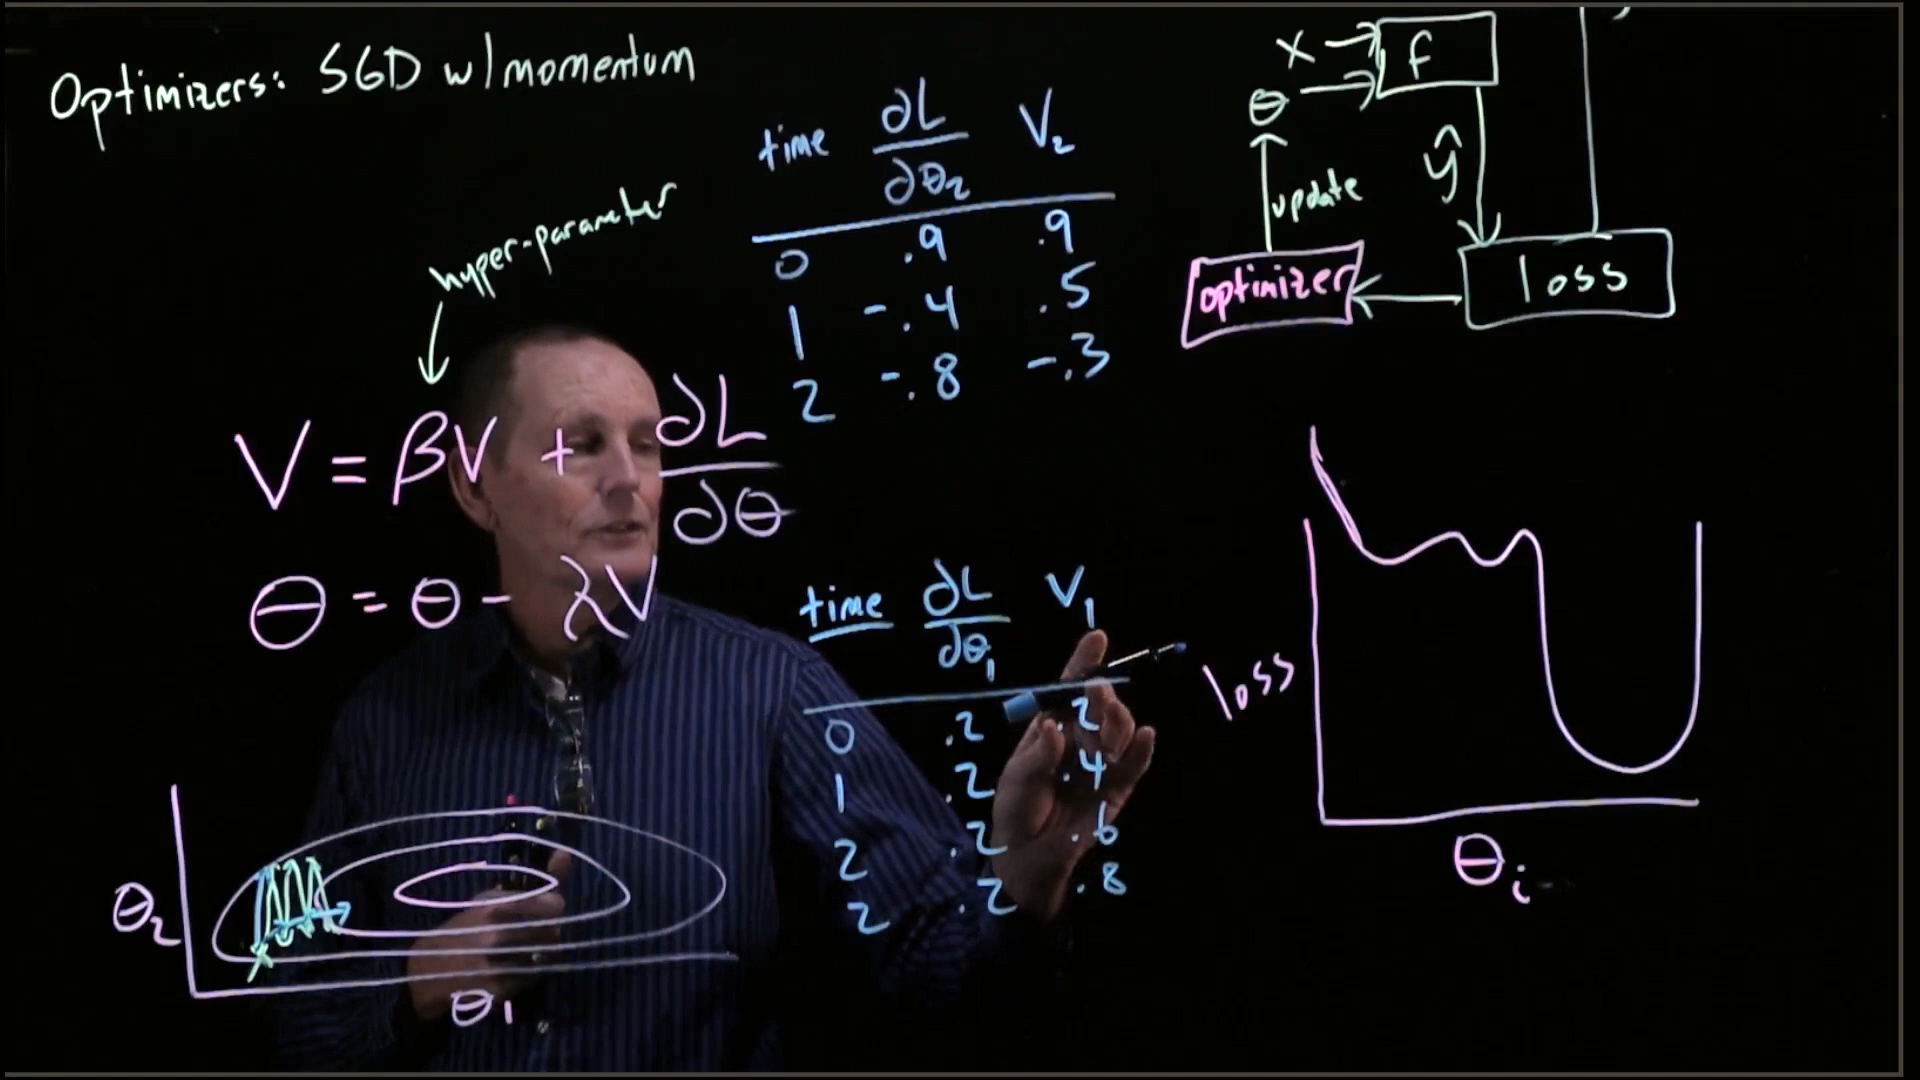 Optimizers: SGD w/momentum
hyper-parameter
V = βV + ∂L/∂θ
θ = θ - λV
time ∂L/∂θ₂ V₂
0 .9 .9
1 -.4 .5
2 -.8 -.3
time ∂L/∂θ₁ V₁
0 .2 .2
1 .2 .4
2 .2 .6
2 .2 .8
x
f
θ
ŷ
update
optimizer
loss
loss
θᵢ
θ₂
θ₁